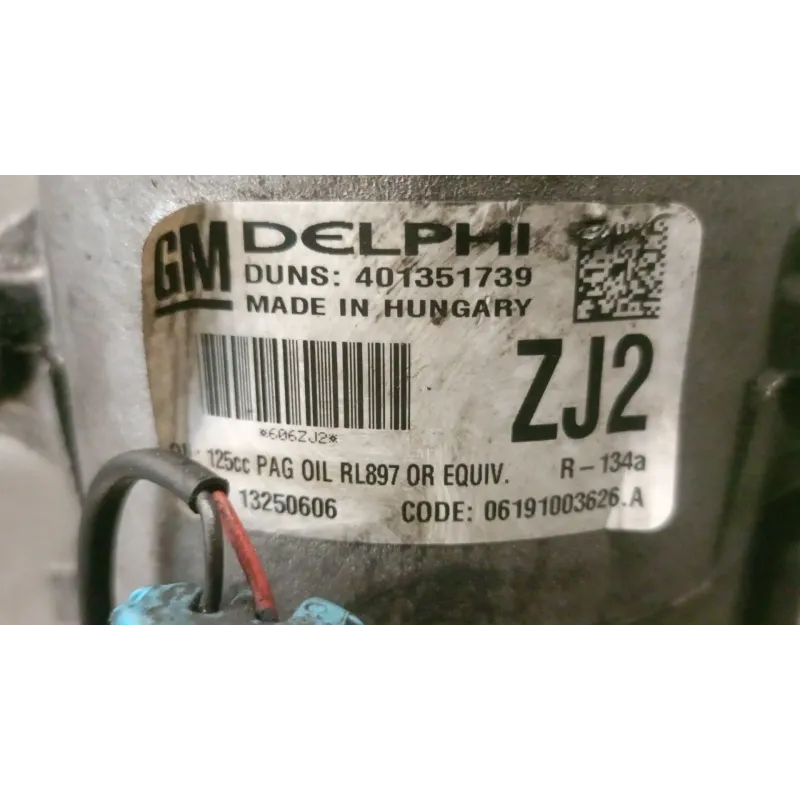 GM DELPHI
DUNS: 401351739
MADE IN HUNGARY
ZJ2
*606ZJ2*
125cc PAG OIL RL897 OR EQUIV. R-134a
13250606 CODE: 06191003626.A